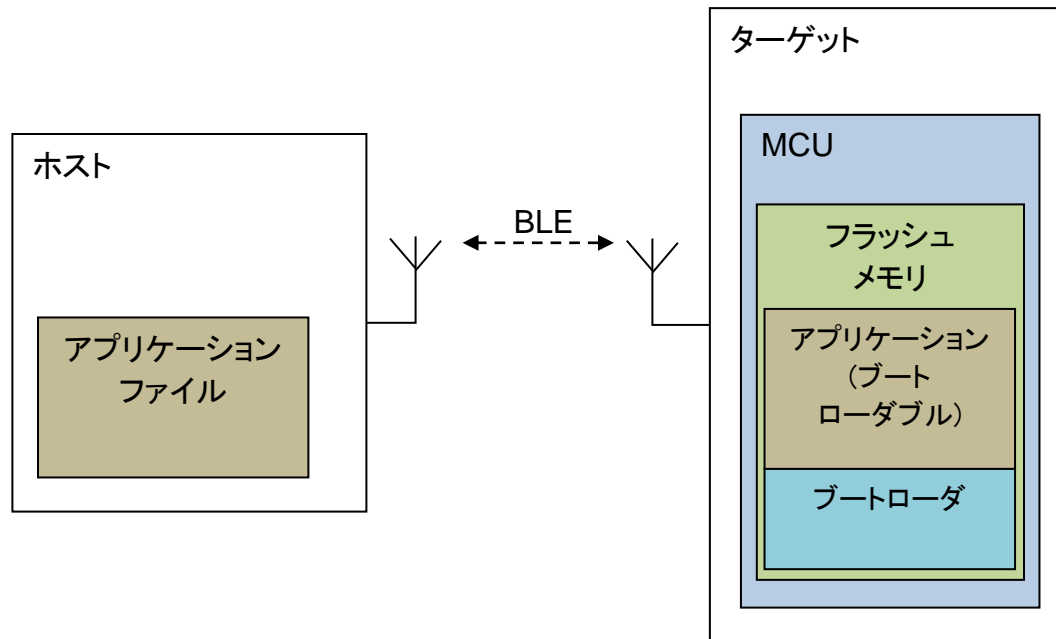 ホスト
アプリケーション
ファイル
BLE
ターゲット
MCU
フラッシュ
メモリ
アプリケーション
(ブート
ローダブル)
ブートローダ